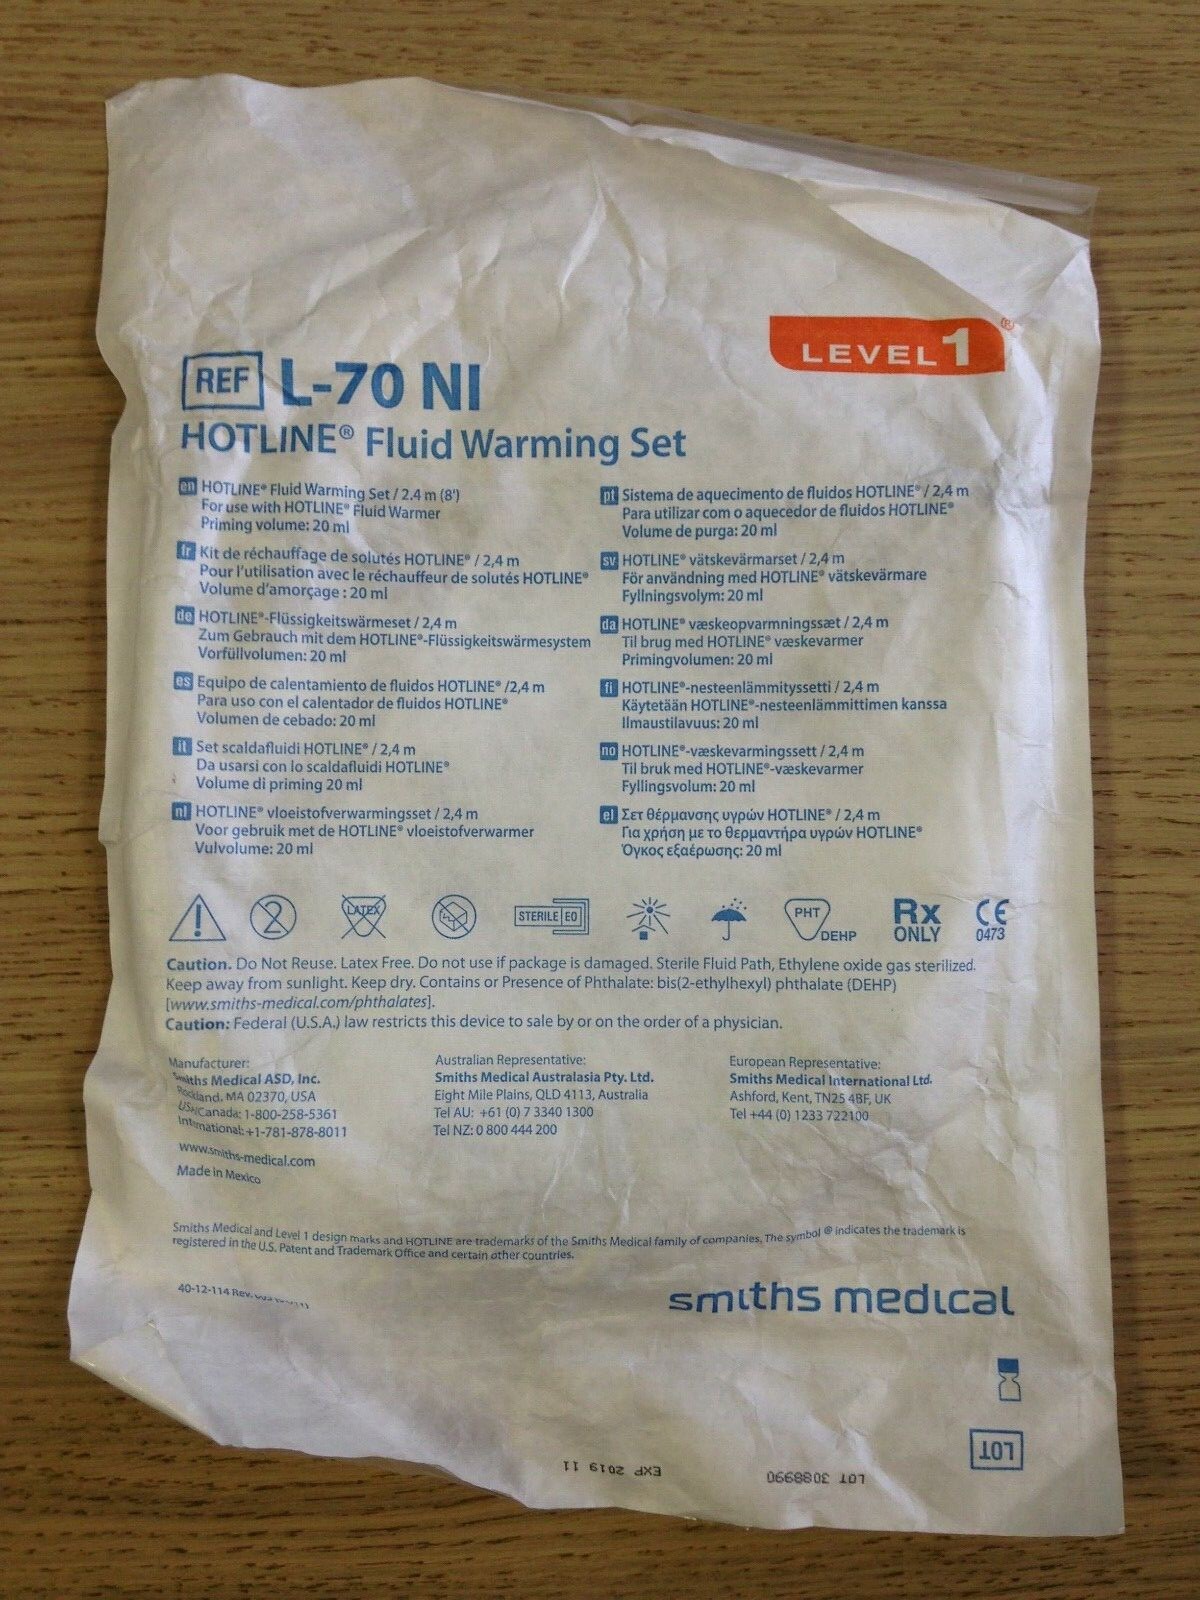 LEVEL 1®
REF L-70 NI
HOTLINE® Fluid Warming Set
en HOTLINE® Fluid Warming Set / 2.4 m (8')
For use with HOTLINE® Fluid Warmer
Priming volume: 20 ml
fr Kit de réchauffage de solutés HOTLINE® / 2,4 m
Pour l'utilisation avec le réchauffeur de solutés HOTLINE®
Volume d'amorçage : 20 ml
de HOTLINE®-Flüssigkeitswärmeset / 2,4 m
Zum Gebrauch mit dem HOTLINE®-Flüssigkeitswärmesystem
Vorfüllvolumen: 20 ml
es Equipo de calentamiento de fluidos HOTLINE® /2,4 m
Para uso con el calentador de fluidos HOTLINE®
Volumen de cebado: 20 ml
it Set scaldafluidi HOTLINE® / 2,4 m
Da usarsi con lo scaldafluidi HOTLINE®
Volume di priming 20 ml
nl HOTLINE® vloeistofverwarmingsset / 2,4 m
Voor gebruik met de HOTLINE® vloeistofverwarmer
Vulvolume: 20 ml
pt Sistema de aquecimento de fluidos HOTLINE® / 2,4 m
Para utilizar com o aquecedor de fluidos HOTLINE®
Volume de purga: 20 ml
sv HOTLINE® vätskevärmarset / 2,4 m
För användning med HOTLINE® vätskevärmare
Fyllningsvolym: 20 ml
da HOTLINE® væskeopvarmningssæt / 2,4 m
Til brug med HOTLINE® væskevarmer
Primingvolumen: 20 ml
fi HOTLINE®-nesteenlämmityssetti / 2,4 m
Käytetään HOTLINE®-nesteenlämmittimen kanssa
Ilmaustilavuus: 20 ml
no HOTLINE®-væskevarmingssett / 2,4 m
Til bruk med HOTLINE®-væskevarmer
Fyllingsvolum: 20 ml
el Σετ θέρμανσης υγρών HOTLINE® / 2,4 m
Για χρήση με το θερμαντήρα υγρών HOTLINE®
Όγκος εξαέρωσης: 20 ml
2 LATEX STERILE EO PHT DEHP Rx ONLY CE 0473
Caution. Do Not Reuse. Latex Free. Do not use if package is damaged. Sterile Fluid Path, Ethylene oxide gas sterilized.
Keep away from sunlight. Keep dry. Contains or Presence of Phthalate: bis(2-ethylhexyl) phthalate (DEHP)
[www.smiths-medical.com/phthalates].
Caution: Federal (U.S.A.) law restricts this device to sale by or on the order of a physician.
Manufacturer:
Smiths Medical ASD, Inc.
Rockland, MA 02370, USA
USA/Canada: 1-800-258-5361
International: +1-781-878-8011
www.smiths-medical.com
Made in Mexico
Australian Representative:
Smiths Medical Australasia Pty. Ltd.
Eight Mile Plains, QLD 4113, Australia
Tel AU: +61 (0) 7 3340 1300
Tel NZ: 0 800 444 200
European Representative:
Smiths Medical International Ltd.
Ashford, Kent, TN25 4BF, UK
Tel +44 (0) 1233 722100
Smiths Medical and Level 1 design marks and HOTLINE are trademarks of the Smiths Medical family of companies. The symbol ® indicates the trademark is
registered in the U.S. Patent and Trademark Office and certain other countries.
40-12-114 Rev.
smiths medical
LOT
LOT 3088990
EXP 2019 11